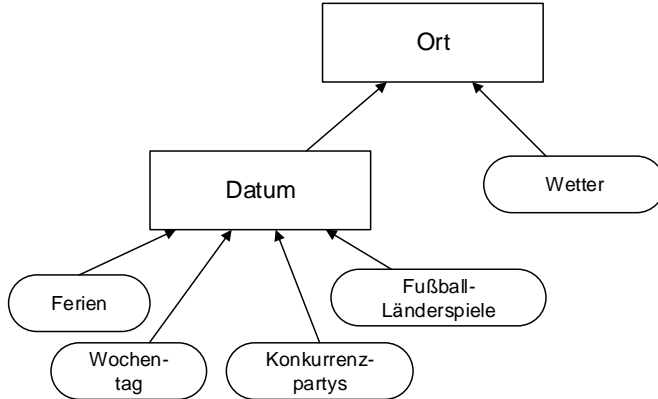 Ort
Wetter
Datum
Ferien
Fußball-
Länderspiele
Wochen-
tag
Konkurrenz-
partys